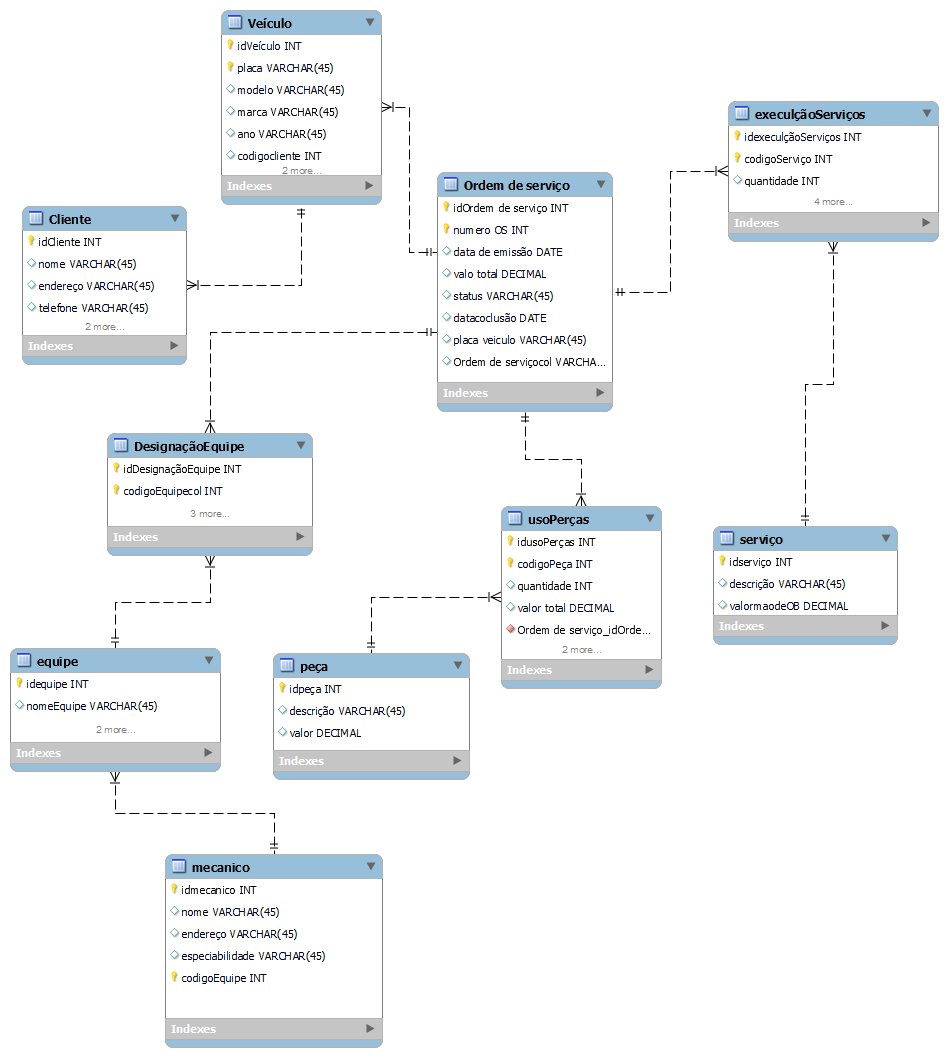 Veículo
idVeículo INT
placa VARCHAR(45)
modelo VARCHAR(45)
marca VARCHAR(45)
ano VARCHAR(45)
codigocliente INT
2 more...
Indexes
execulçãoServiços
idexeculçãoServiços INT
codigoServiço INT
quantidade INT
4 more...
Indexes
Ordem de serviço
idOrdem de serviço INT
numero OS INT
data de emissão DATE
valo total DECIMAL
status VARCHAR(45)
datacoclusão DATE
placa veiculo VARCHAR(45)
Ordem de serviçocol VARCHA...
Indexes
Cliente
idCliente INT
nome VARCHAR(45)
endereço VARCHAR(45)
telefone VARCHAR(45)
2 more...
Indexes
DesignaçãoEquipe
idDesignaçãoEquipe INT
codigoEquipecol INT
3 more...
Indexes
usoPerças
idusoPerças INT
codigoPeça INT
quantidade INT
valor total DECIMAL
Ordem de serviço_idOrde...
2 more...
Indexes
serviço
idserviço INT
descrição VARCHAR(45)
valormaodeOB DECIMAL
Indexes
equipe
idequipe INT
nomeEquipe VARCHAR(45)
2 more...
Indexes
peça
idpeça INT
descrição VARCHAR(45)
valor DECIMAL
Indexes
mecanico
idmecanico INT
nome VARCHAR(45)
endereço VARCHAR(45)
especiabilidade VARCHAR(45)
codigoEquipe INT
Indexes